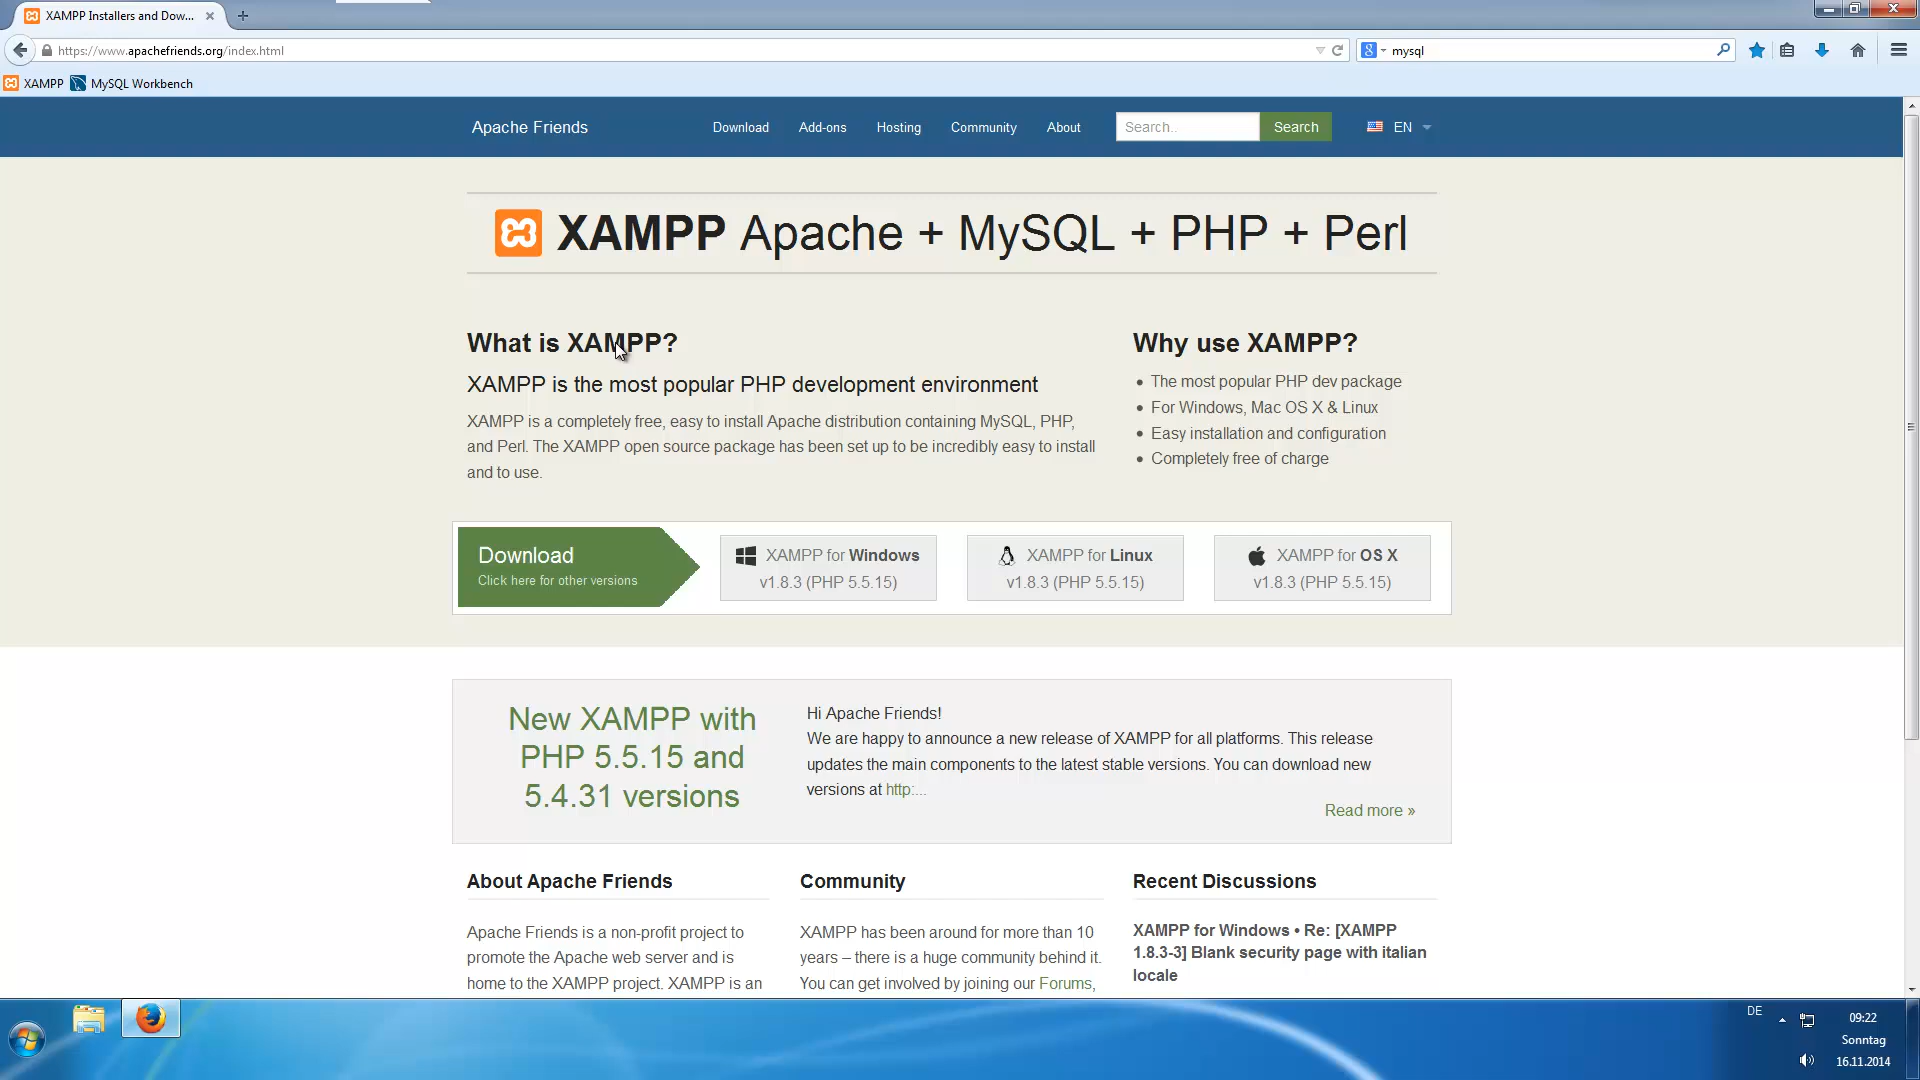 XAMPP Installers and Dow...
https://www.apachefriends.org/index.html
mysql
XAMPP
MySQL Workbench
Apache Friends
Download
Add-ons
Hosting
Community
About
Search..
Search
EN
XAMPP Apache + MySQL + PHP + Perl
What is XAMPP?
XAMPP is the most popular PHP development environment
XAMPP is a completely free, easy to install Apache distribution containing MySQL, PHP,
and Perl. The XAMPP open source package has been set up to be incredibly easy to install
and to use.
Why use XAMPP?
• The most popular PHP dev package
• For Windows, Mac OS X & Linux
• Easy installation and configuration
• Completely free of charge
Download
Click here for other versions
XAMPP for Windows
v1.8.3 (PHP 5.5.15)
XAMPP for Linux
v1.8.3 (PHP 5.5.15)
XAMPP for OS X
v1.8.3 (PHP 5.5.15)
New XAMPP with
PHP 5.5.15 and
5.4.31 versions
Hi Apache Friends!
We are happy to announce a new release of XAMPP for all platforms. This release
updates the main components to the latest stable versions. You can download new
versions at http:...
Read more »
About Apache Friends
Apache Friends is a non-profit project to
promote the Apache web server and is
home to the XAMPP project. XAMPP is an
Community
XAMPP has been around for more than 10
years – there is a huge community behind it.
You can get involved by joining our Forums,
Recent Discussions
XAMPP for Windows • Re: [XAMPP
1.8.3-3] Blank security page with italian
locale
DE
09:22
Sonntag
16.11.2014